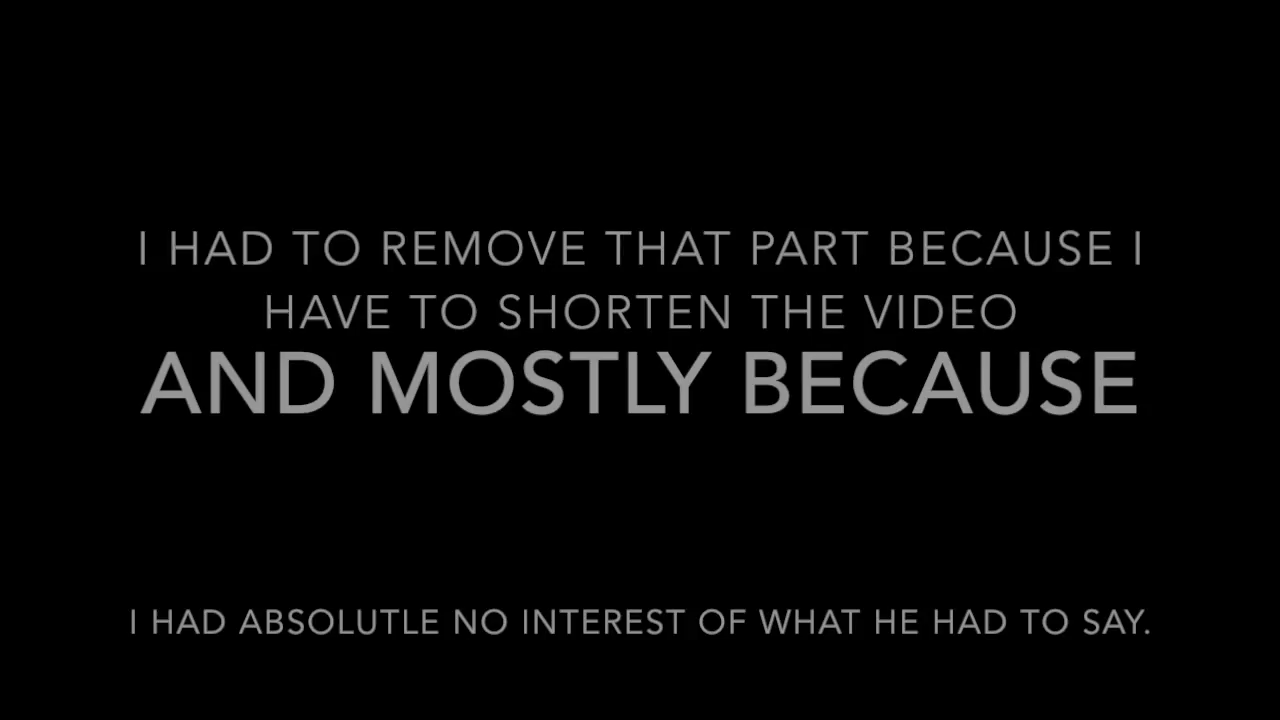 I HAD TO REMOVE THAT PART BECAUSE I
HAVE TO SHORTEN THE VIDEO
AND MOSTLY BECAUSE
I HAD ABSOLUTLE NO INTEREST OF WHAT HE HAD TO SAY.